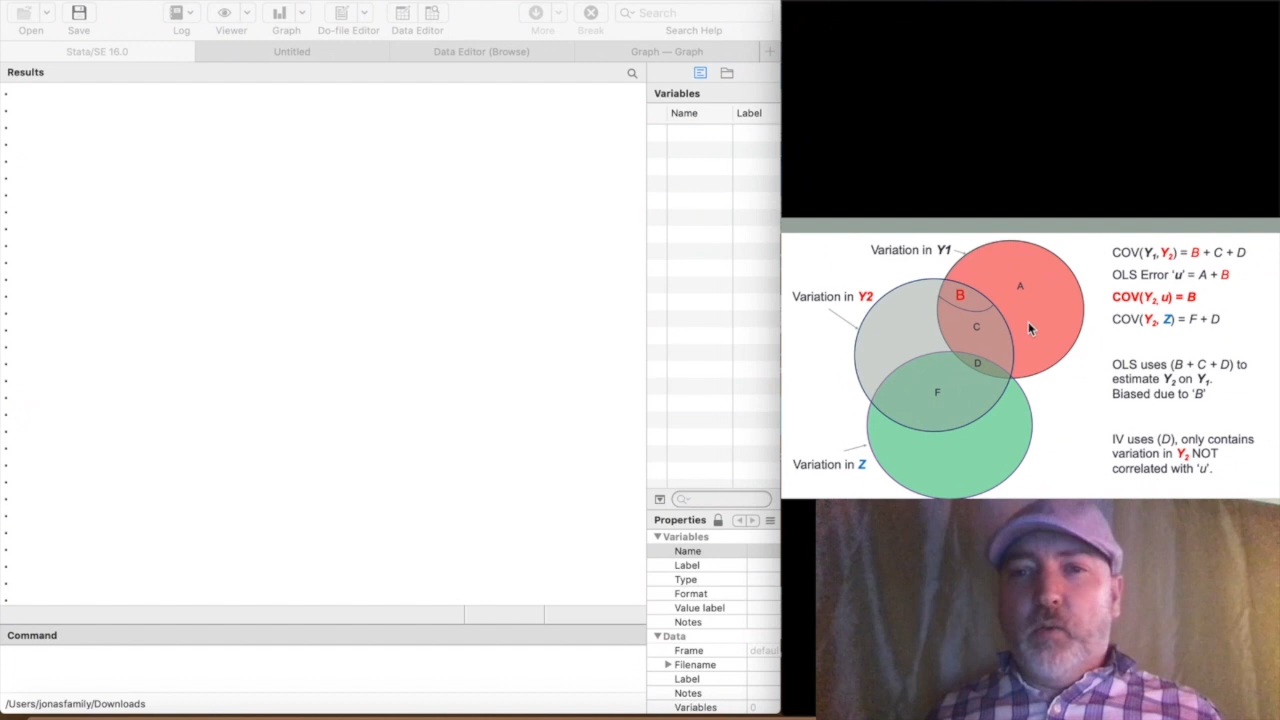 Open
Save
Log
Viewer
Graph
Do-file Editor
Data Editor
More
Break
Search
Search Help
Stata/SE 16.0
Untitled
Data Editor (Browse)
Graph — Graph
Results
Variables
Name Label
Properties
Variables
Name
Label
Type
Format
Value label
Notes
Data
Frame defaul
Filename
Label
Notes
Variables 0
Command
/Users/jonasfamily/Downloads
Variation in Y1
Variation in Y2
Variation in Z
A
B
C
D
F
COV(Y1, Y2) = B + C + D
OLS Error ‘u’ = A + B
COV(Y2, u) = B
COV(Y2, Z) = F + D
OLS uses (B + C + D) to
estimate Y2 on Y1.
Biased due to ‘B’
IV uses (D), only contains
variation in Y2 NOT
correlated with ‘u’.